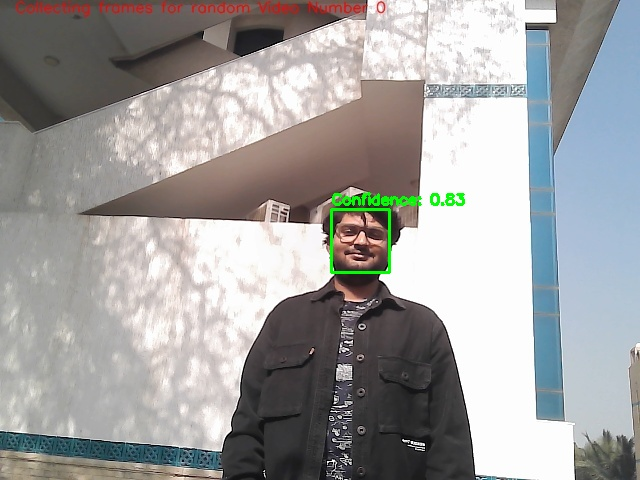 Collecting frames for random Video Number 0
Confidence: 0.83